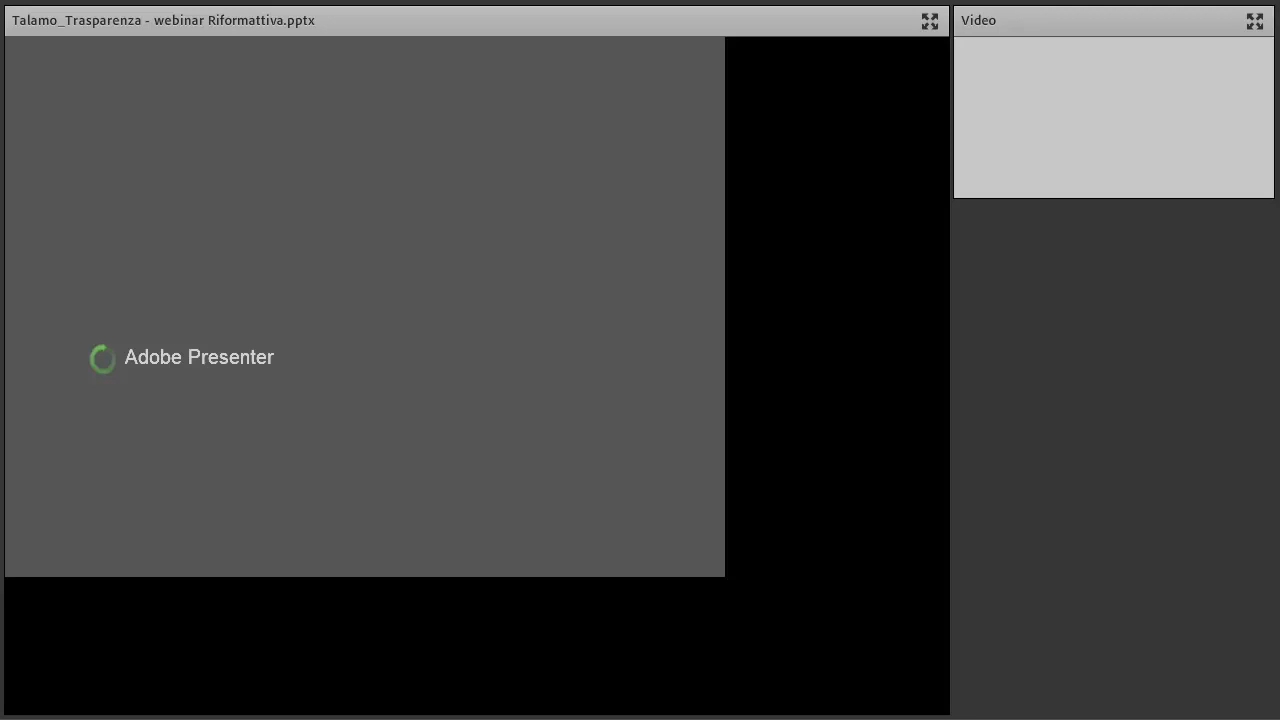 Talamo_Trasparenza - webinar Riformattiva.pptx
Video
Adobe Presenter